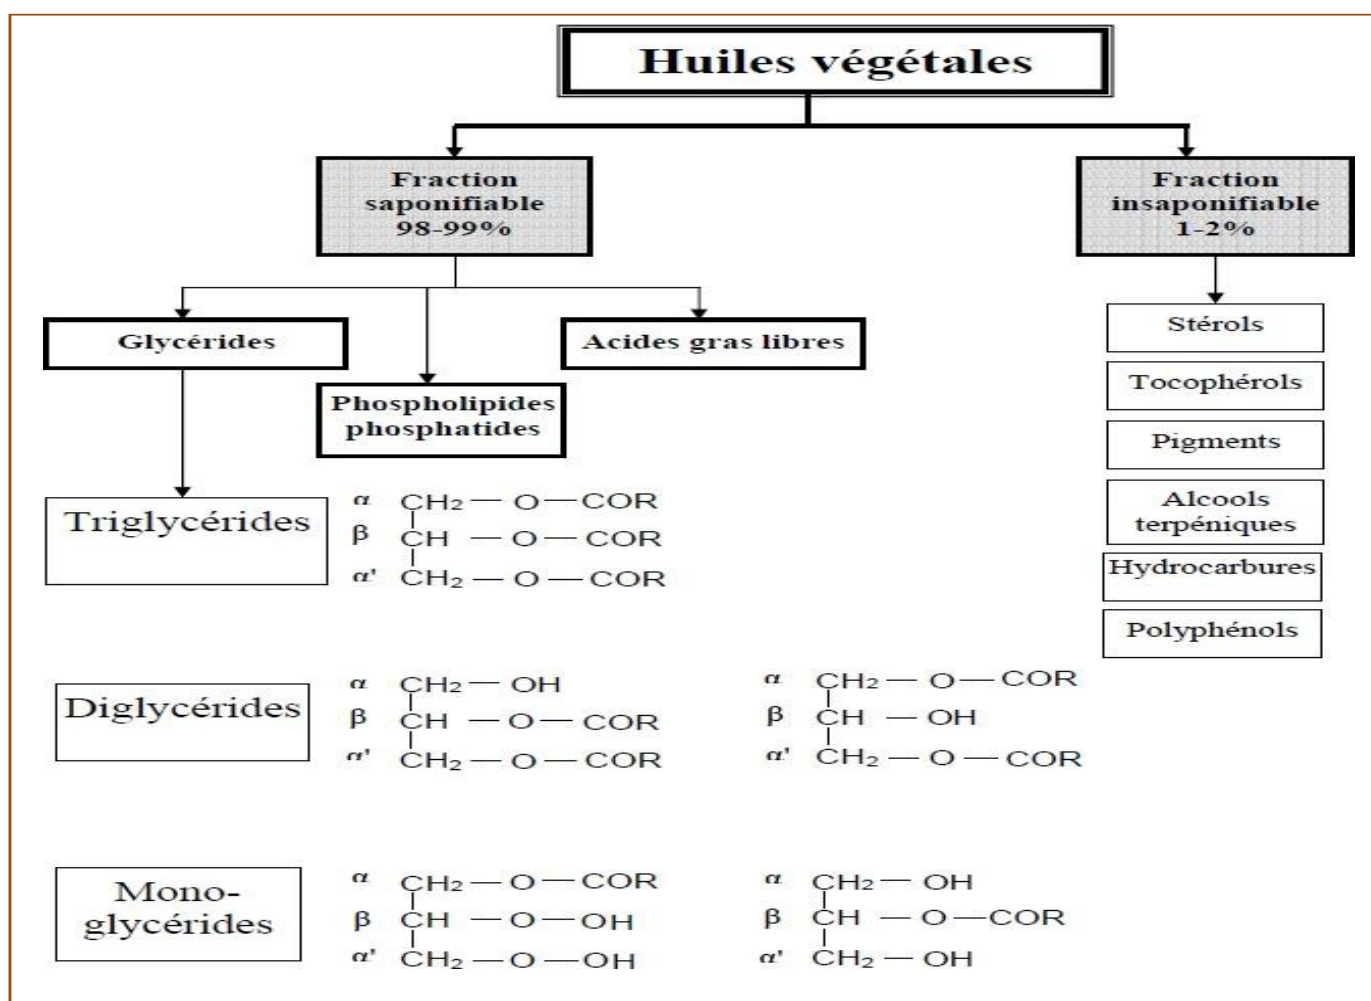 Huiles végétales
Fraction
saponifiable
98-99%
Fraction
insaponifiable
1-2%
Glycérides
Acides gras libres
Phospholipides
phosphatides
Stérols
Tocophérols
Pigments
Alcools
terpéniques
Hydrocarbures
Polyphénols
Triglycérides
α CH₂ — O — COR
β CH — O — COR
α' CH₂ — O — COR
Diglycérides
α CH₂ — OH
β CH — O — COR
α' CH₂ — O — COR
α CH₂ — O — COR
β CH — OH
α' CH₂ — O — COR
Mono-
glycérides
α CH₂ — O — COR
β CH — O — OH
α' CH₂ — O — OH
α CH₂ — OH
β CH — O — COR
α' CH₂ — OH